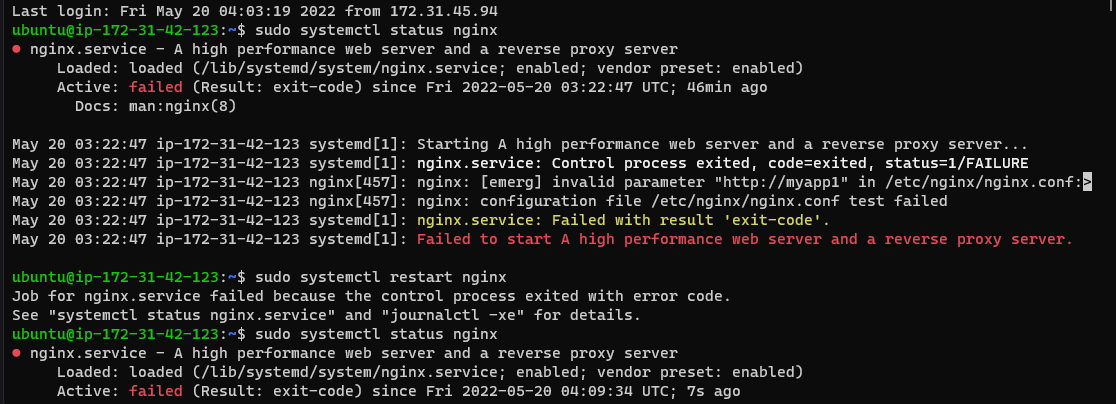 Last login: Fri May 20 04:03:19 2022 from 172.31.45.94
ubuntu@ip-172-31-42-123:~$ sudo systemctl status nginx
● nginx.service - A high performance web server and a reverse proxy server
     Loaded: loaded (/lib/systemd/system/nginx.service; enabled; vendor preset: enabled)
     Active: failed (Result: exit-code) since Fri 2022-05-20 03:22:47 UTC; 46min ago
       Docs: man:nginx(8)

May 20 03:22:47 ip-172-31-42-123 systemd[1]: Starting A high performance web server and a reverse proxy server...
May 20 03:22:47 ip-172-31-42-123 systemd[1]: nginx.service: Control process exited, code=exited, status=1/FAILURE
May 20 03:22:47 ip-172-31-42-123 nginx[457]: nginx: [emerg] invalid parameter "http://myapp1" in /etc/nginx/nginx.conf:>
May 20 03:22:47 ip-172-31-42-123 nginx[457]: nginx: configuration file /etc/nginx/nginx.conf test failed
May 20 03:22:47 ip-172-31-42-123 systemd[1]: nginx.service: Failed with result 'exit-code'.
May 20 03:22:47 ip-172-31-42-123 systemd[1]: Failed to start A high performance web server and a reverse proxy server.

ubuntu@ip-172-31-42-123:~$ sudo systemctl restart nginx
Job for nginx.service failed because the control process exited with error code.
See "systemctl status nginx.service" and "journalctl -xe" for details.
ubuntu@ip-172-31-42-123:~$ sudo systemctl status nginx
● nginx.service - A high performance web server and a reverse proxy server
     Loaded: loaded (/lib/systemd/system/nginx.service; enabled; vendor preset: enabled)
     Active: failed (Result: exit-code) since Fri 2022-05-20 04:09:34 UTC; 7s ago